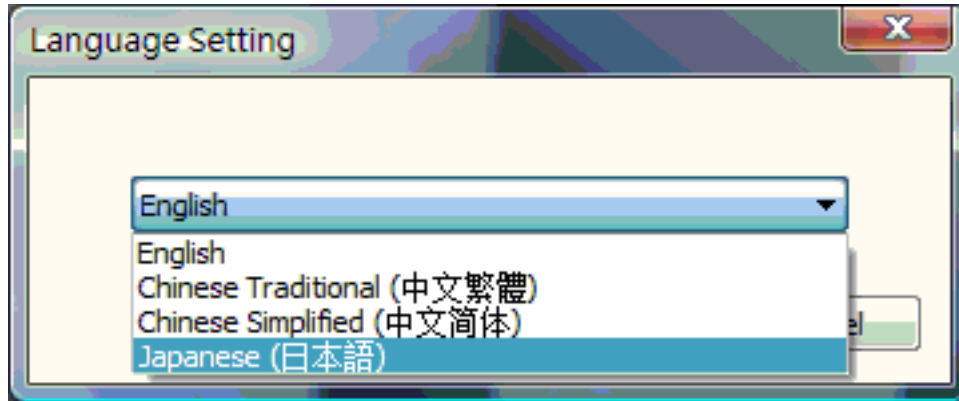 Language Setting
English
English
Chinese Traditional (中文繁體)
Chinese Simplified (中文简体)
Japanese (日本語)